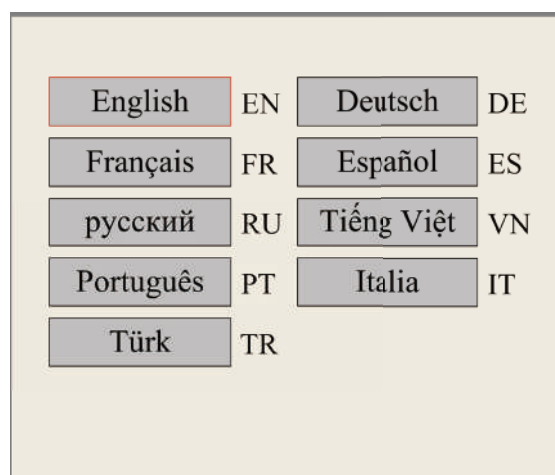 English EN Deutsch DE
Français FR Español ES
русский RU Tiếng Việt VN
Português PT Italia IT
Türk TR